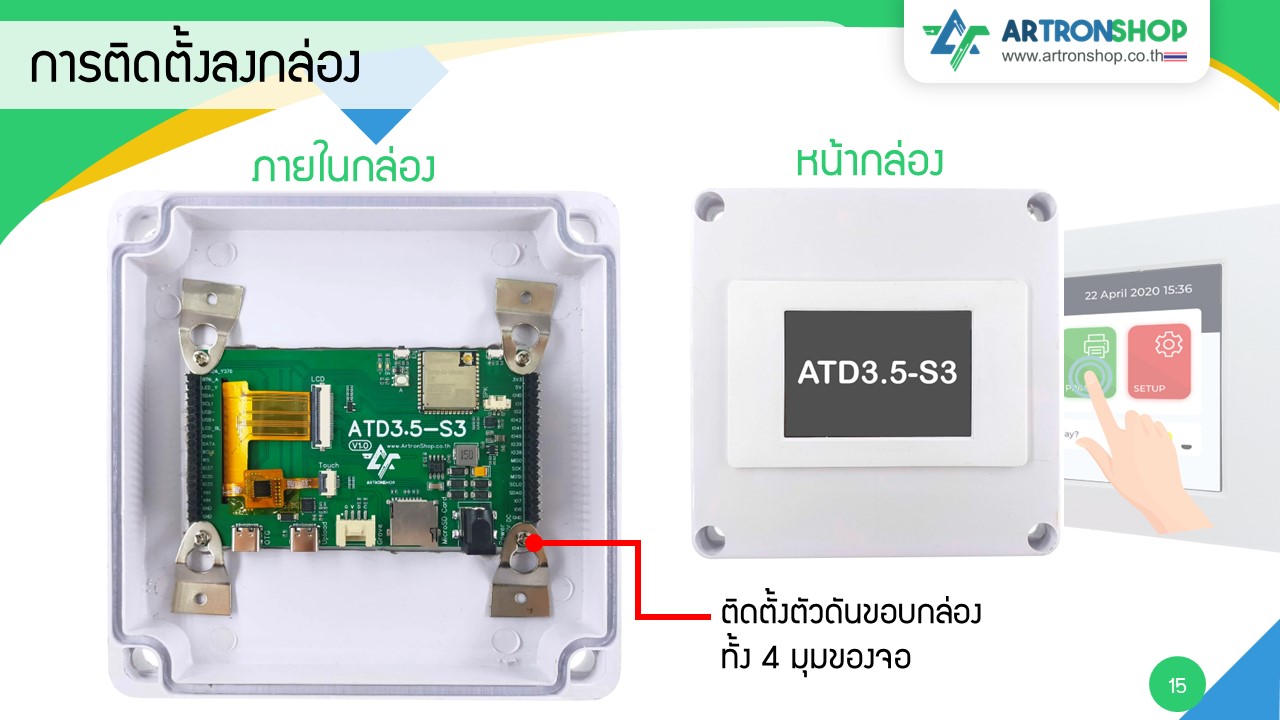 การติดตั้งลงกล่อง
ARTRONSHOP
www.artronshop.co.th
ภายในกล่อง
หน้ากล่อง
22 April 2020 15:36
SETUP
ATD3.5-S3
LCD
SPK
ATD3.5-S3
V1.0 www.ArtronShop.co.th
Touch
ARTRONSHOP
OTG
Upload
Grove
MicroSD Card
ติดตั้งตัวดันขอบกล่อง
ทั้ง 4 มุมของจอ
15